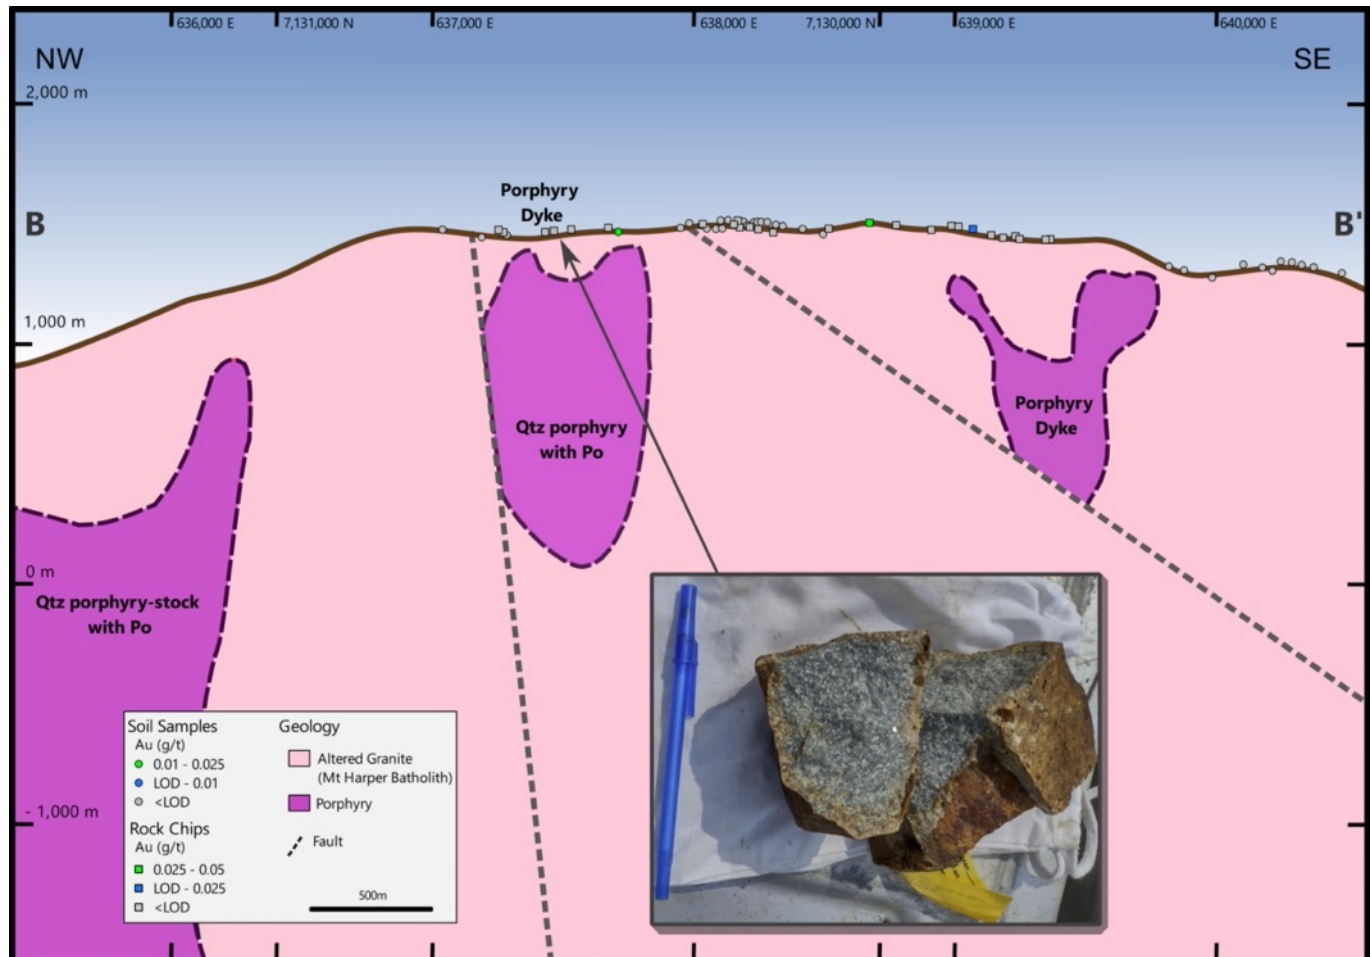 636,000 E
7,131,000 N
637,000 E
638,000 E
7,130,000 N
639,000 E
640,000 E
NW
SE
2,000 m
Porphyry
Dyke
B
B'
1,000 m
Qtz porphyry
with Po
Porphyry
Dyke
0 m
Qtz porphyry-stock
with Po
- 1,000 m
Soil Samples
Au (g/t)
0.01 - 0.025
LOD - 0.01
<LOD
Rock Chips
Au (g/t)
0.025 - 0.05
LOD - 0.025
<LOD
Geology
Altered Granite
(Mt Harper Batholith)
Porphyry
Fault
500m